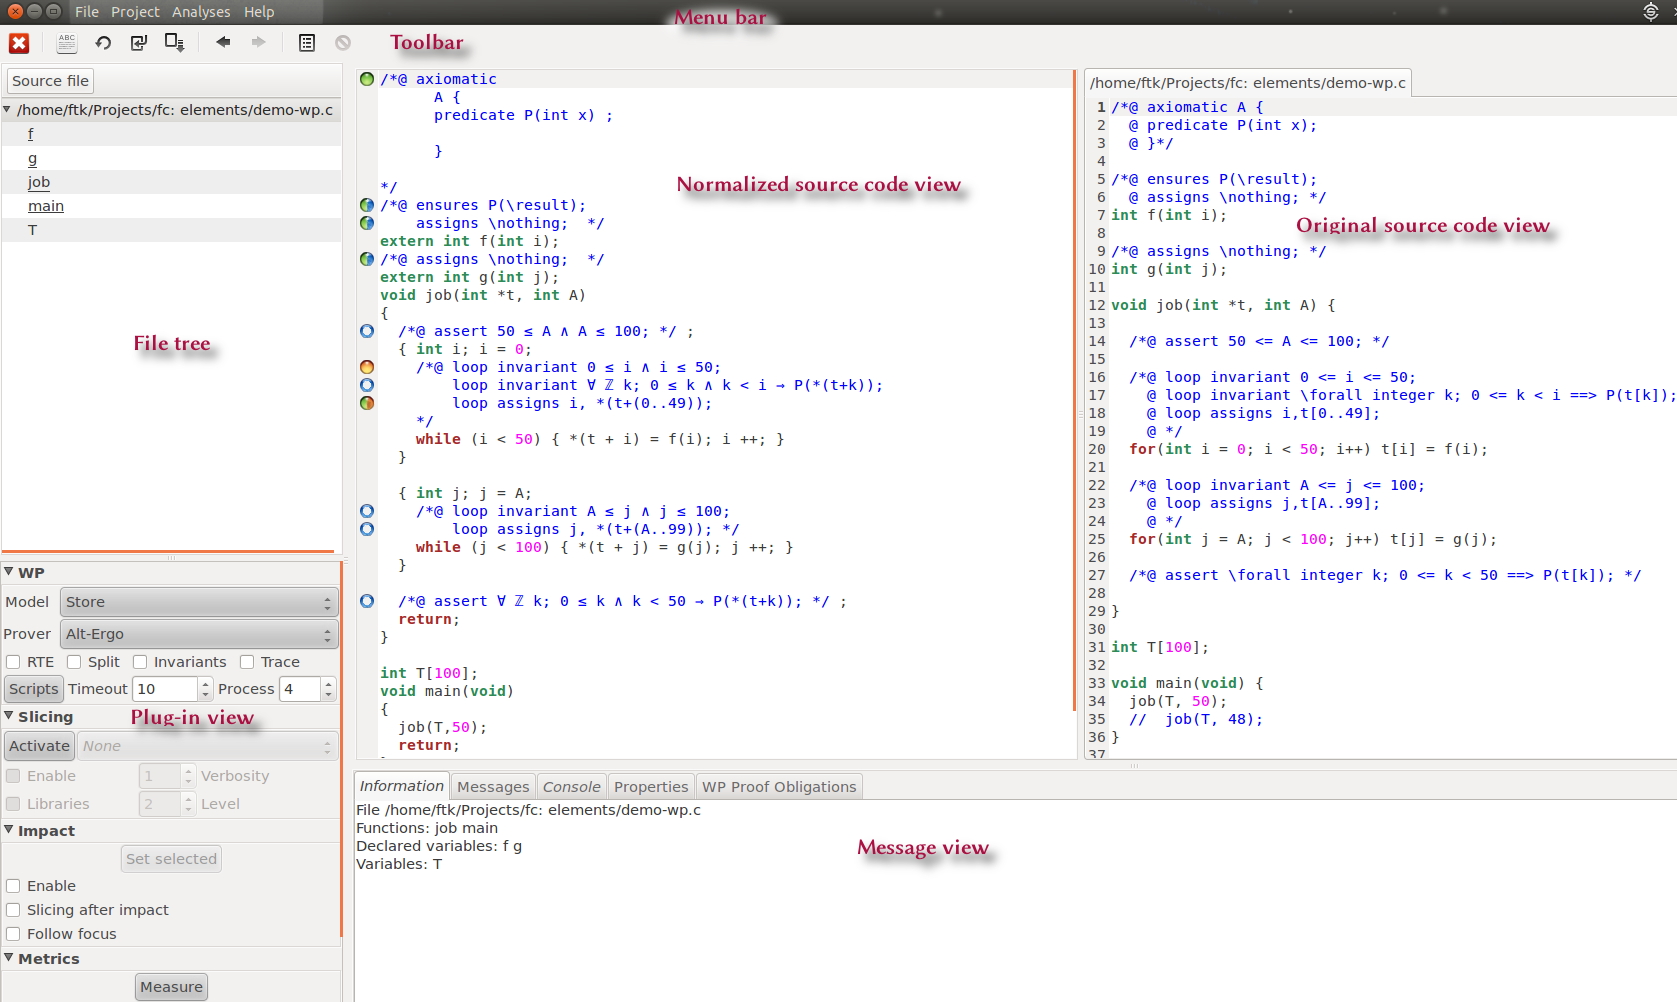 File Project Analyses Help
Menu bar
ABC
Toolbar
Source file
/home/ftk/Projects/fc: elements/demo-wp.c
f
g
job
main
T
File tree
WP
Model Store
Prover Alt-Ergo
RTE Split Invariants Trace
Scripts Timeout 10 Process 4
Slicing
Plug-in view
Activate None
Enable 1 Verbosity
Libraries 2 Level
Impact
Set selected
Enable
Slicing after impact
Follow focus
Metrics
Measure
/*@ axiomatic
A {
predicate P(int x) ;
}
*/
Normalized source code view
/*@ ensures P(\result);
assigns \nothing;  */
extern int f(int i);
/*@ assigns \nothing;  */
extern int g(int j);
void job(int *t, int A)
{
/*@ assert 50 ≤ A ∧ A ≤ 100; */ ;
{ int i; i = 0;
/*@ loop invariant 0 ≤ i ∧ i ≤ 50;
loop invariant ∀ ℤ k; 0 ≤ k ∧ k < i → P(*(t+k));
loop assigns i, *(t+(0..49));
*/
while (i < 50) { *(t + i) = f(i); i ++; }
}
{ int j; j = A;
/*@ loop invariant A ≤ j ∧ j ≤ 100;
loop assigns j, *(t+(A..99)); */
while (j < 100) { *(t + j) = g(j); j ++; }
}
/*@ assert ∀ ℤ k; 0 ≤ k ∧ k < 50 → P(*(t+k)); */ ;
return;
}
int T[100];
void main(void)
{
job(T,50);
return;
/home/ftk/Projects/fc: elements/demo-wp.c
1 /*@ axiomatic A {
2 @ predicate P(int x);
3 @ }*/
4
5 /*@ ensures P(\result);
6 @ assigns \nothing; */
7 int f(int i);
Original source code view
8
9 /*@ assigns \nothing; */
10 int g(int j);
11
12 void job(int *t, int A) {
13
14 /*@ assert 50 <= A <= 100; */
15
16 /*@ loop invariant 0 <= i <= 50;
17 @ loop invariant \forall integer k; 0 <= k < i ==> P(t[k]);
18 @ loop assigns i,t[0..49];
19 @ */
20 for(int i = 0; i < 50; i++) t[i] = f(i);
21
22 /*@ loop invariant A <= j <= 100;
23 @ loop assigns j,t[A..99];
24 @ */
25 for(int j = A; j < 100; j++) t[j] = g(j);
26
27 /*@ assert \forall integer k; 0 <= k < 50 ==> P(t[k]); */
28
29 }
30
31 int T[100];
32
33 void main(void) {
34 job(T, 50);
35 //  job(T, 48);
36 }
37
Information Messages Console Properties WP Proof Obligations
File /home/ftk/Projects/fc: elements/demo-wp.c
Functions: job main
Declared variables: f g
Variables: T
Message view